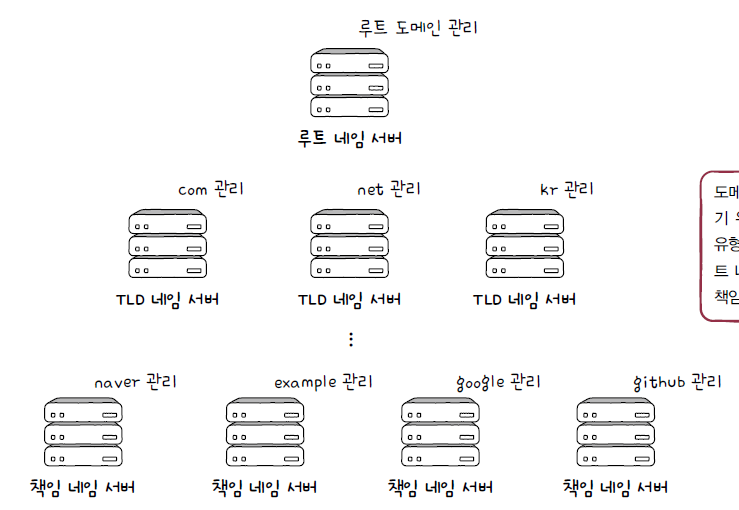 루트 도메인 관리
루트 네임 서버
com 관리 net 관리 kr 관리
TLD 네임 서버 TLD 네임 서버 TLD 네임 서버
naver 관리 example 관리 google 관리 github 관리
책임 네임 서버 책임 네임 서버 책임 네임 서버 책임 네임 서버
기
유형
트
책임